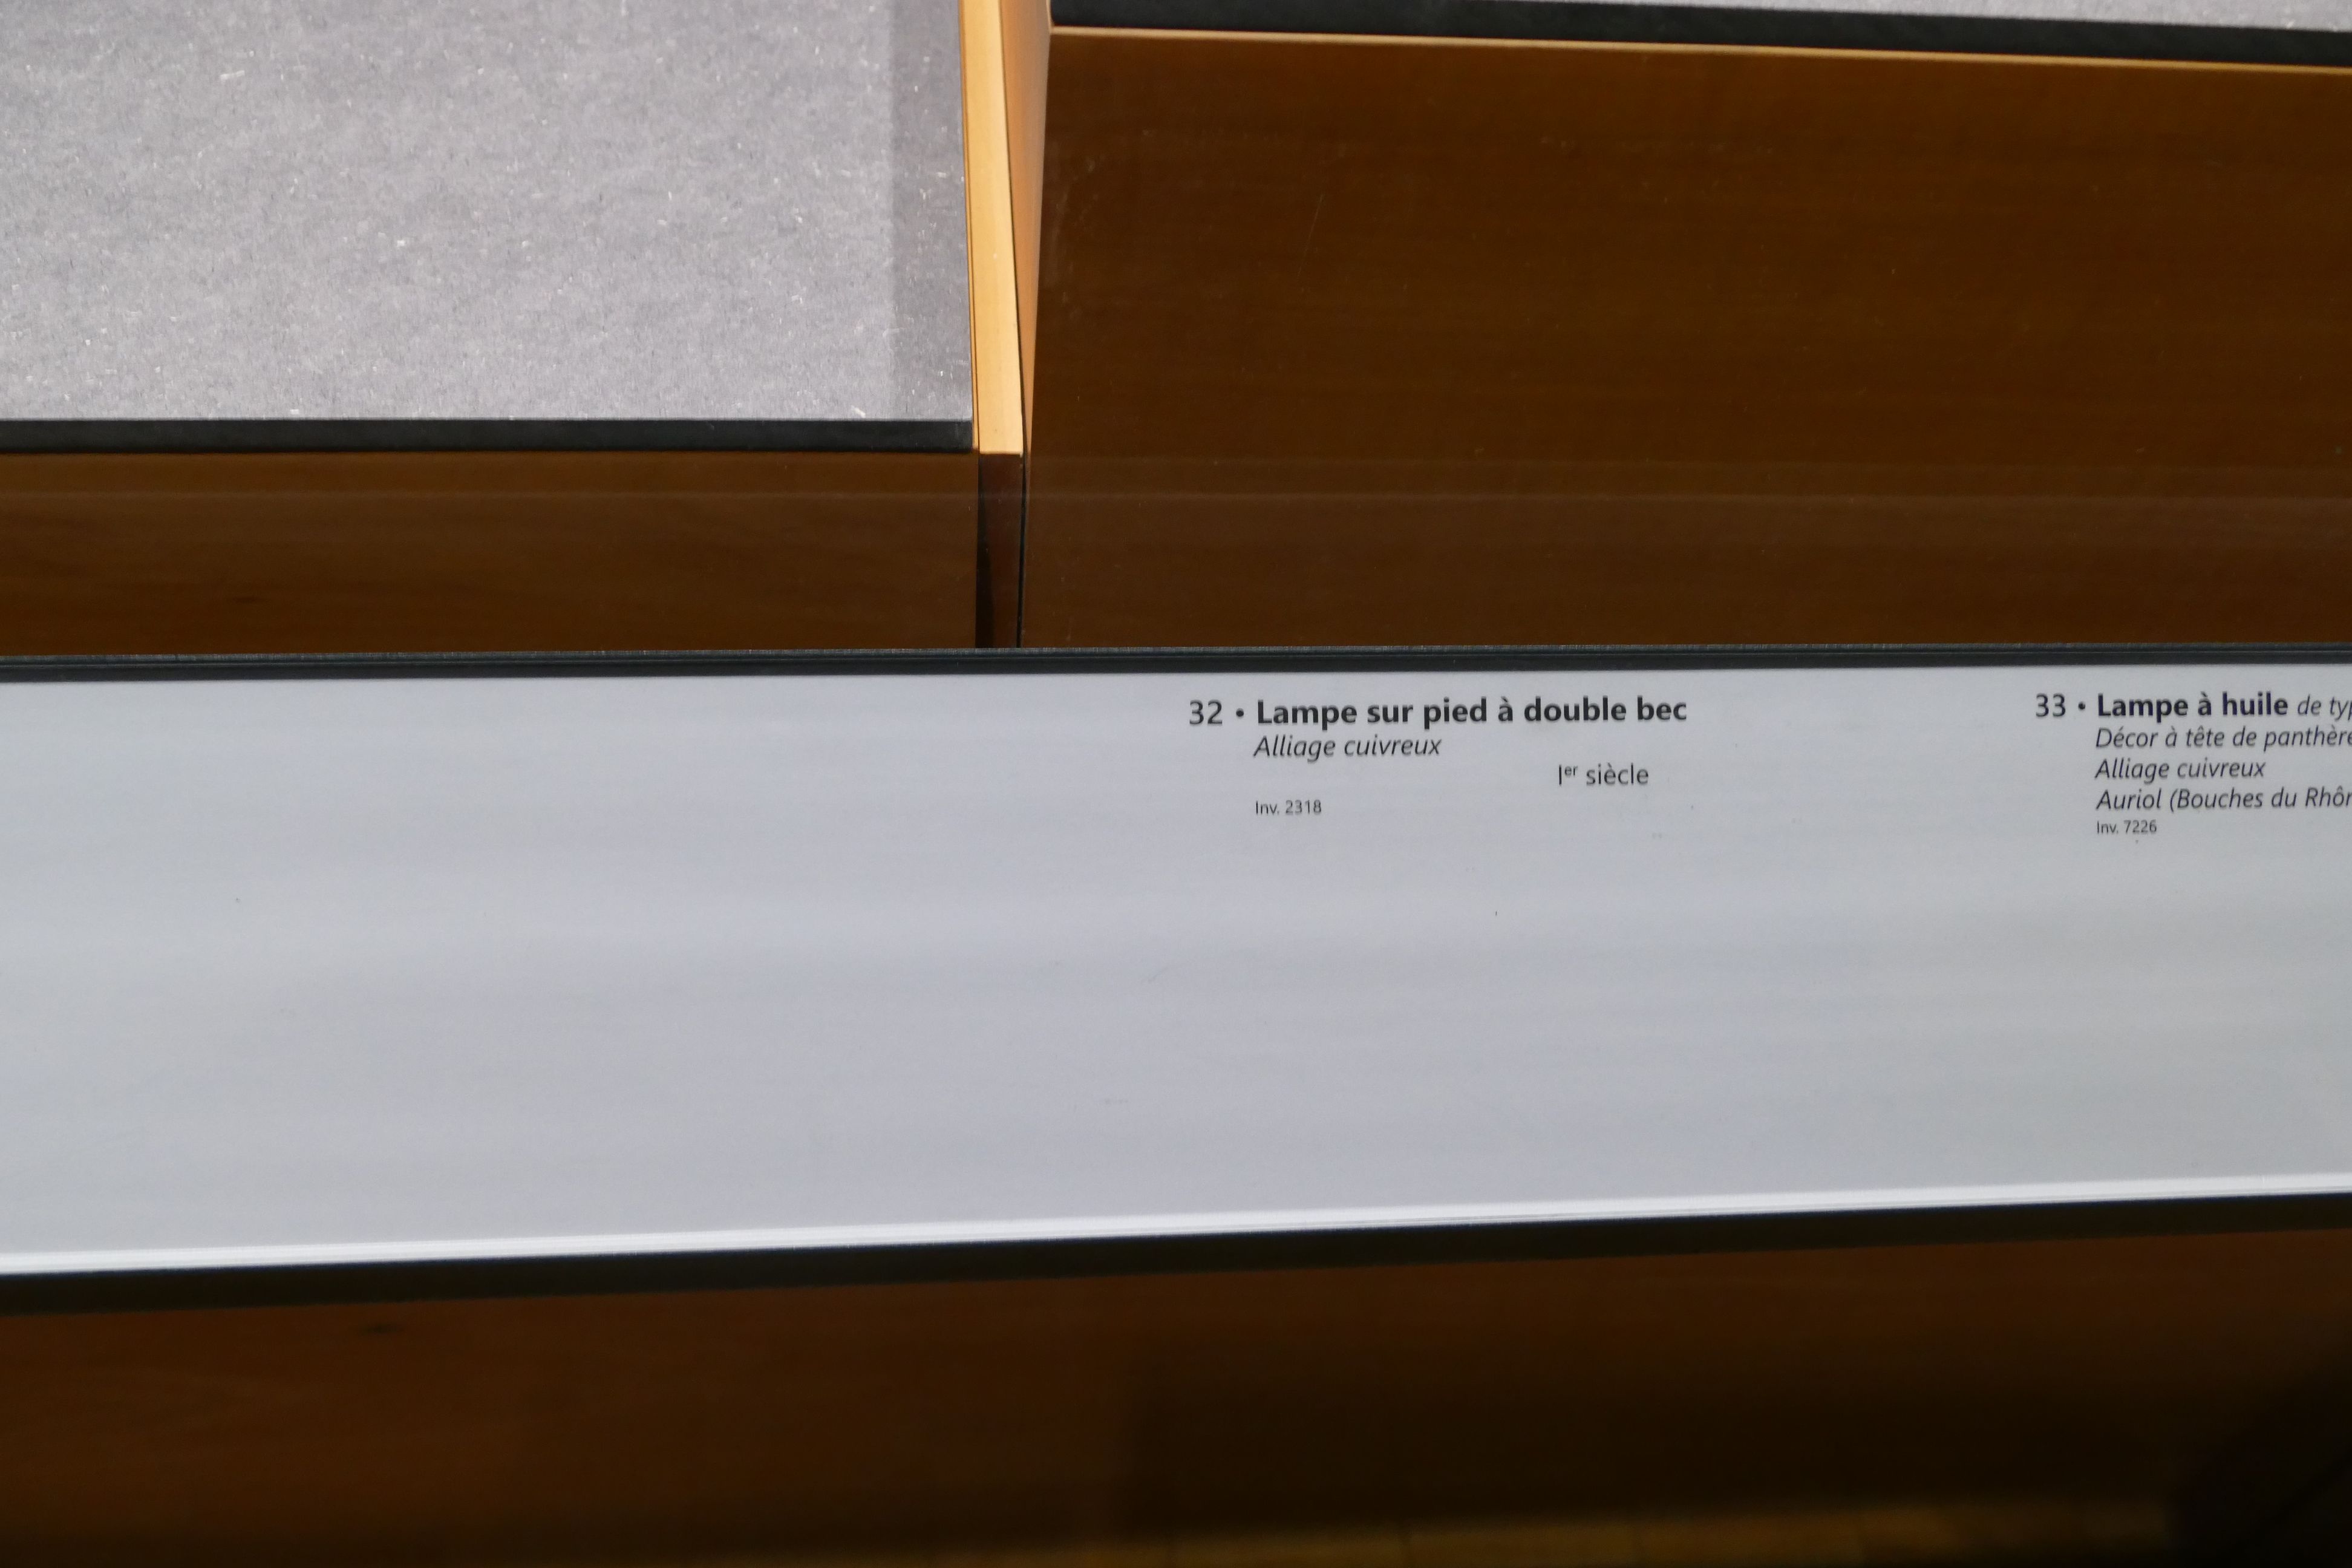 32 • Lampe sur pied à double bec
Alliage cuivreux
Ier siècle
Inv. 2318
33 • Lampe à huile de
Décor à tête de
Alliage cuivreux
Auriol (Bouches du
Inv. 7226